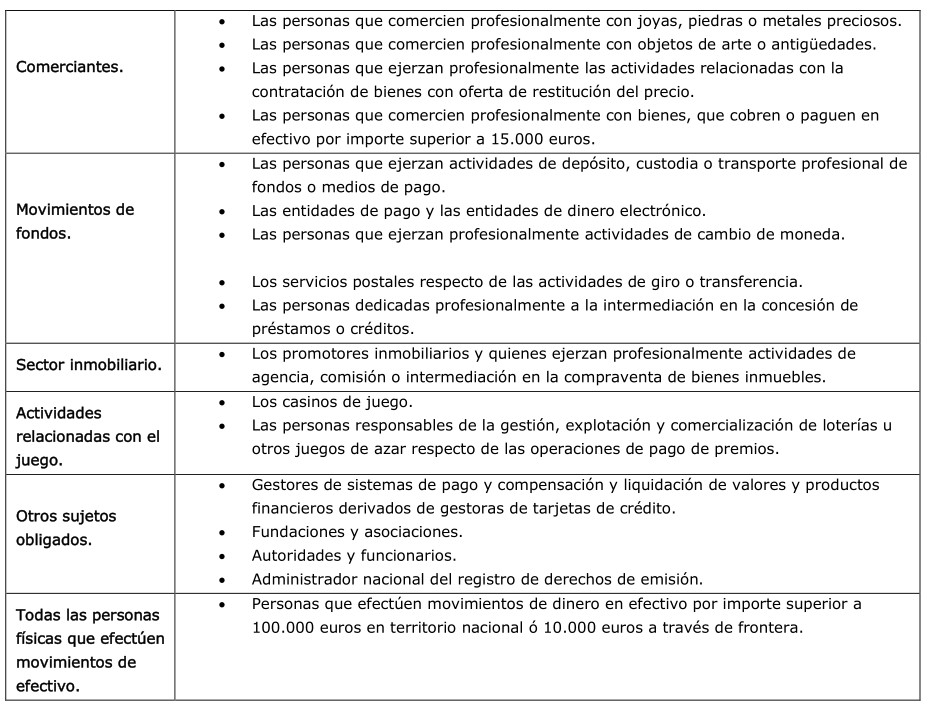 Comerciantes.
• Las personas que comercien profesionalmente con joyas, piedras o metales preciosos.
• Las personas que comercien profesionalmente con objetos de arte o antigüedades.
• Las personas que ejerzan profesionalmente las actividades relacionadas con la
contratación de bienes con oferta de restitución del precio.
• Las personas que comercien profesionalmente con bienes, que cobren o paguen en
efectivo por importe superior a 15.000 euros.
Movimientos de
fondos.
• Las personas que ejerzan actividades de depósito, custodia o transporte profesional de
fondos o medios de pago.
• Las entidades de pago y las entidades de dinero electrónico.
• Las personas que ejerzan profesionalmente actividades de cambio de moneda.
• Los servicios postales respecto de las actividades de giro o transferencia.
• Las personas dedicadas profesionalmente a la intermediación en la concesión de
préstamos o créditos.
Sector inmobiliario.
• Los promotores inmobiliarios y quienes ejerzan profesionalmente actividades de
agencia, comisión o intermediación en la compraventa de bienes inmuebles.
Actividades
relacionadas con el
juego.
• Los casinos de juego.
• Las personas responsables de la gestión, explotación y comercialización de loterías u
otros juegos de azar respecto de las operaciones de pago de premios.
Otros sujetos
obligados.
• Gestores de sistemas de pago y compensación y liquidación de valores y productos
financieros derivados de gestoras de tarjetas de crédito.
• Fundaciones y asociaciones.
• Autoridades y funcionarios.
• Administrador nacional del registro de derechos de emisión.
Todas las personas
físicas que efectúen
movimientos de
efectivo.
• Personas que efectúen movimientos de dinero en efectivo por importe superior a
100.000 euros en territorio nacional ó 10.000 euros a través de frontera.